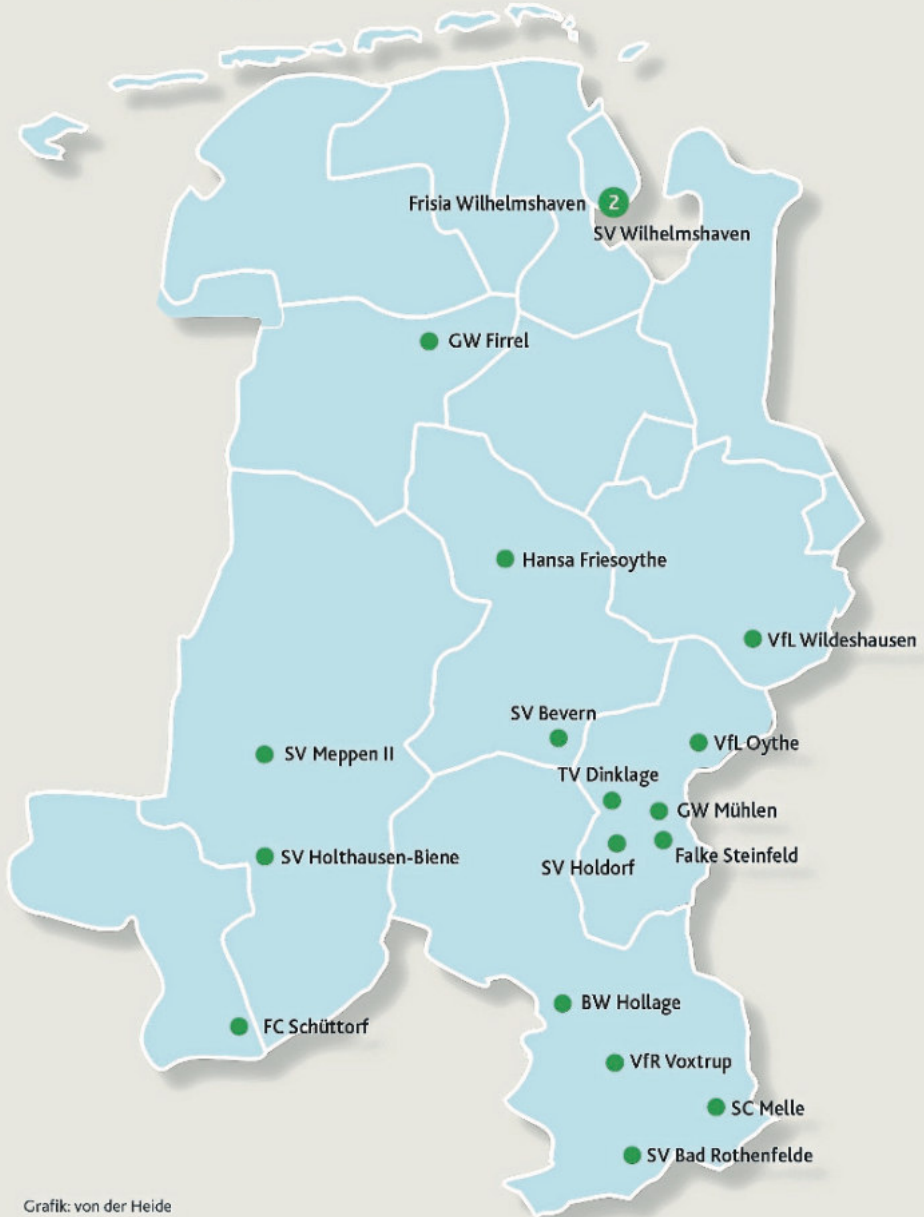 Frisia Wilhelmshaven
2
SV Wilhelmshaven
GW Firrel
Hansa Friesoythe
VfL Wildeshausen
SV Bevern
VfL Oythe
SV Meppen II
TV Dinklage
GW Mühlen
SV Holthausen-Biene
SV Holdorf
Falke Steinfeld
BW Hollage
FC Schüttorf
VfR Voxtrup
SC Melle
SV Bad Rothenfelde
Grafik: von der Heide